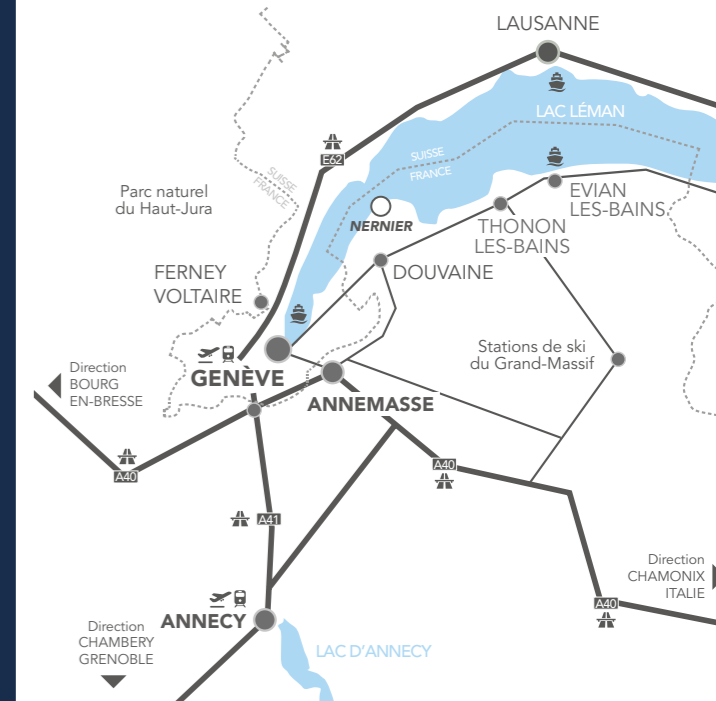 LAUSANNE
LAC LÉMAN
E62
SUISSE
FRANCE
SUISSE
FRANCE
Parc naturel
du Haut-Jura
EVIAN
LES-BAINS
NERNIER
THONON
LES-BAINS
FERNEY
VOLTAIRE
DOUVAINE
Stations de ski
du Grand-Massif
Direction
BOURG
EN-BRESSE
GENÈVE
ANNEMASSE
A40
A40
A41
Direction
CHAMONIX
ITALIE
A40
ANNECY
Direction
CHAMBERY
GRENOBLE
LAC D'ANNECY